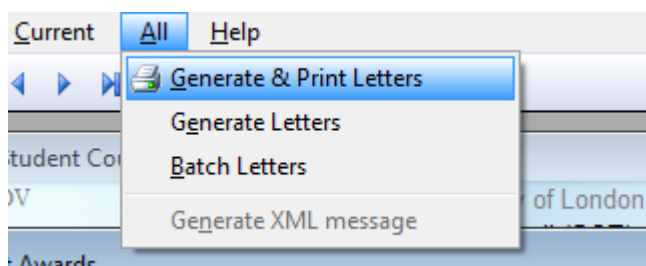 Current All Help
Generate & Print Letters
Generate Letters
Batch Letters
Generate XML message
of London
Awards